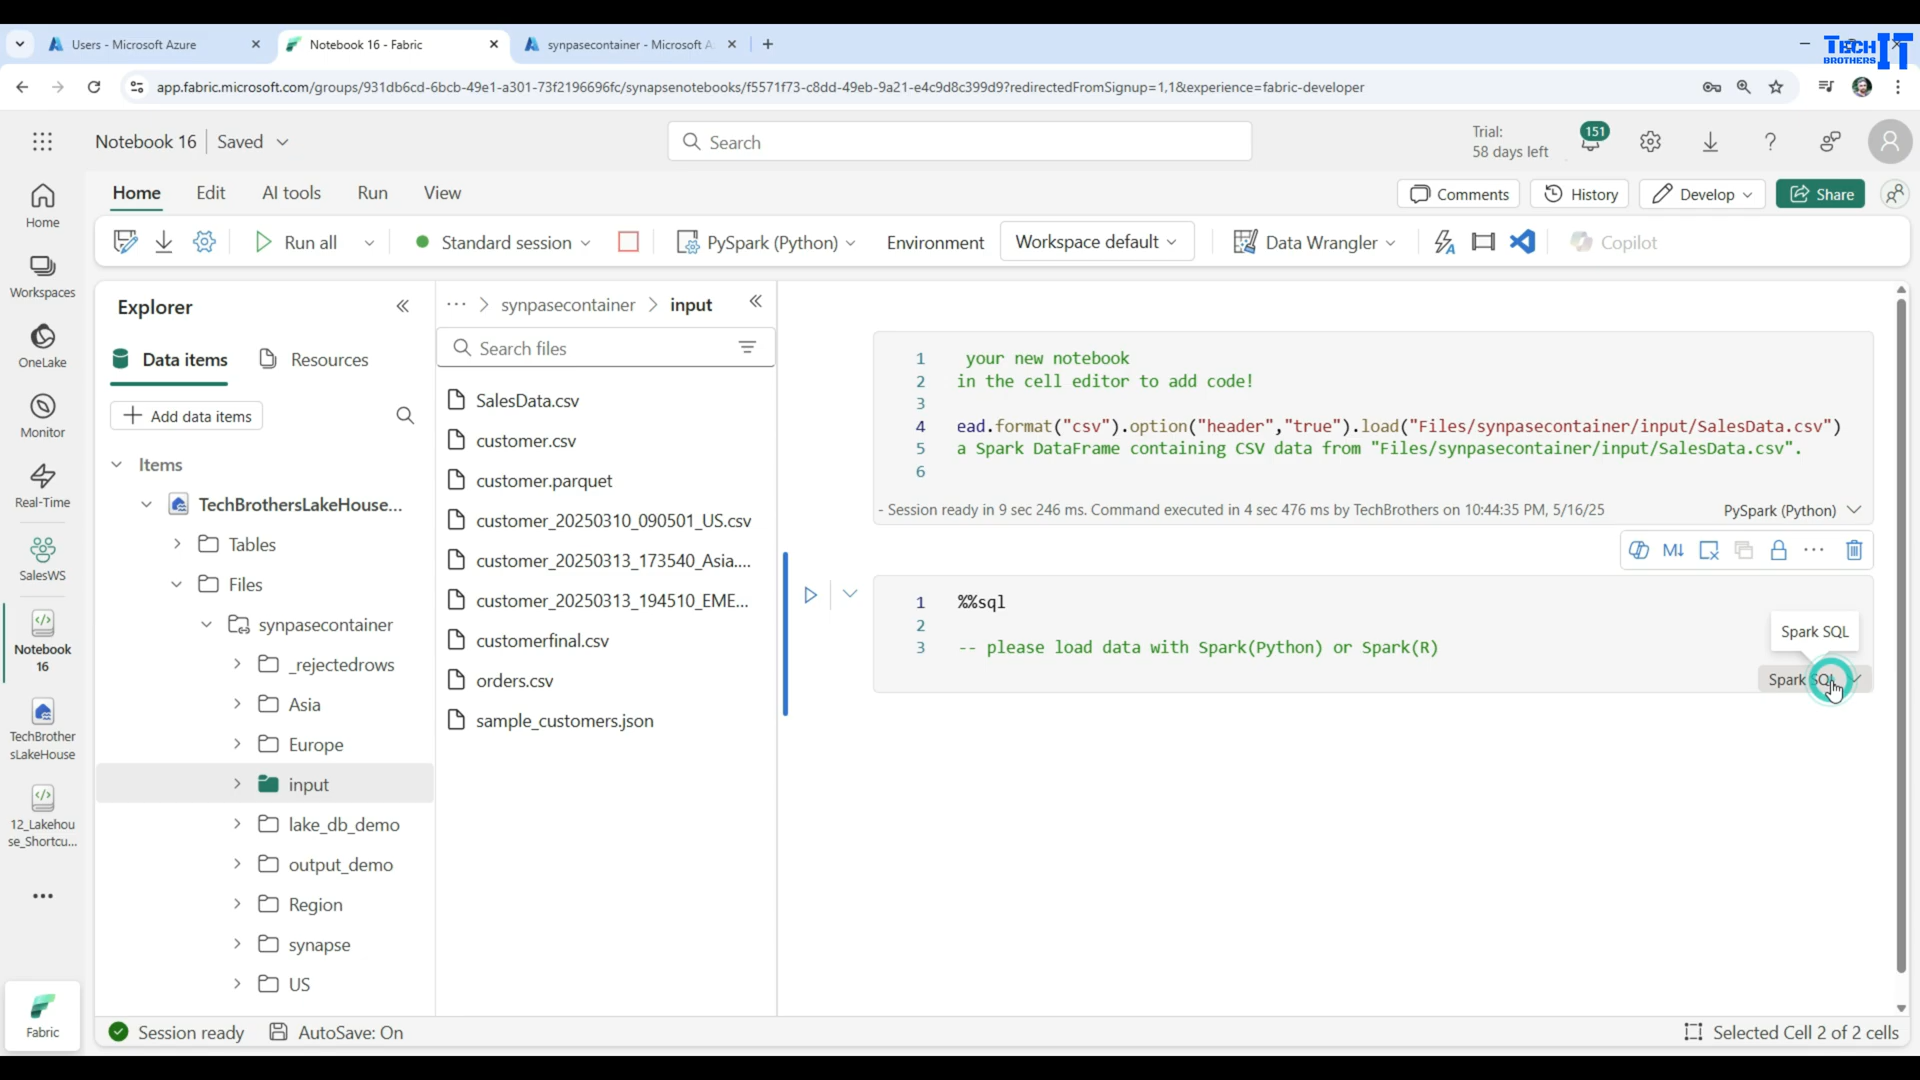 Users - Microsoft Azure
Notebook 16 - Fabric
synpasecontainer - Microsoft A
TECH IT
BROTHERS
app.fabric.microsoft.com/groups/931db6cd-6bcb-49e1-a301-73f2196696fc/synapsenotebooks/f5571f73-c8dd-49eb-9a21-e4c9d8c399d9?redirectedFromSignup=1,1&experience=fabric-developer
Notebook 16
Saved
Search
Trial:
58 days left
151
Home
Edit
AI tools
Run
View
Comments
History
Develop
Share
Run all
Standard session
PySpark (Python)
Environment
Workspace default
Data Wrangler
Copilot
Home
Workspaces
OneLake
Monitor
Real-Time
SalesWS
Notebook
16
TechBrother
sLakeHouse
12_Lakehou
se_Shortcu...
Fabric
Explorer
Data items
Resources
Add data items
Items
TechBrothersLakeHouse...
Tables
Files
synpasecontainer
_rejectedrows
Asia
Europe
input
lake_db_demo
output_demo
Region
synapse
US
... > synpasecontainer > input
Search files
SalesData.csv
customer.csv
customer.parquet
customer_20250310_090501_US.csv
customer_20250313_173540_Asia....
customer_20250313_194510_EME...
customerfinal.csv
orders.csv
sample_customers.json
1 your new notebook
2 in the cell editor to add code!
3
4 ead.format("csv").option("header","true").load("Files/synpasecontainer/input/SalesData.csv")
5 a Spark DataFrame containing CSV data from "Files/synpasecontainer/input/SalesData.csv".
6
- Session ready in 9 sec 246 ms. Command executed in 4 sec 476 ms by TechBrothers on 10:44:35 PM, 5/16/25
PySpark (Python)
M↓
1 %%sql
2
3 -- please load data with Spark(Python) or Spark(R)
Spark SQL
Spark SQL
Session ready
AutoSave: On
Selected Cell 2 of 2 cells